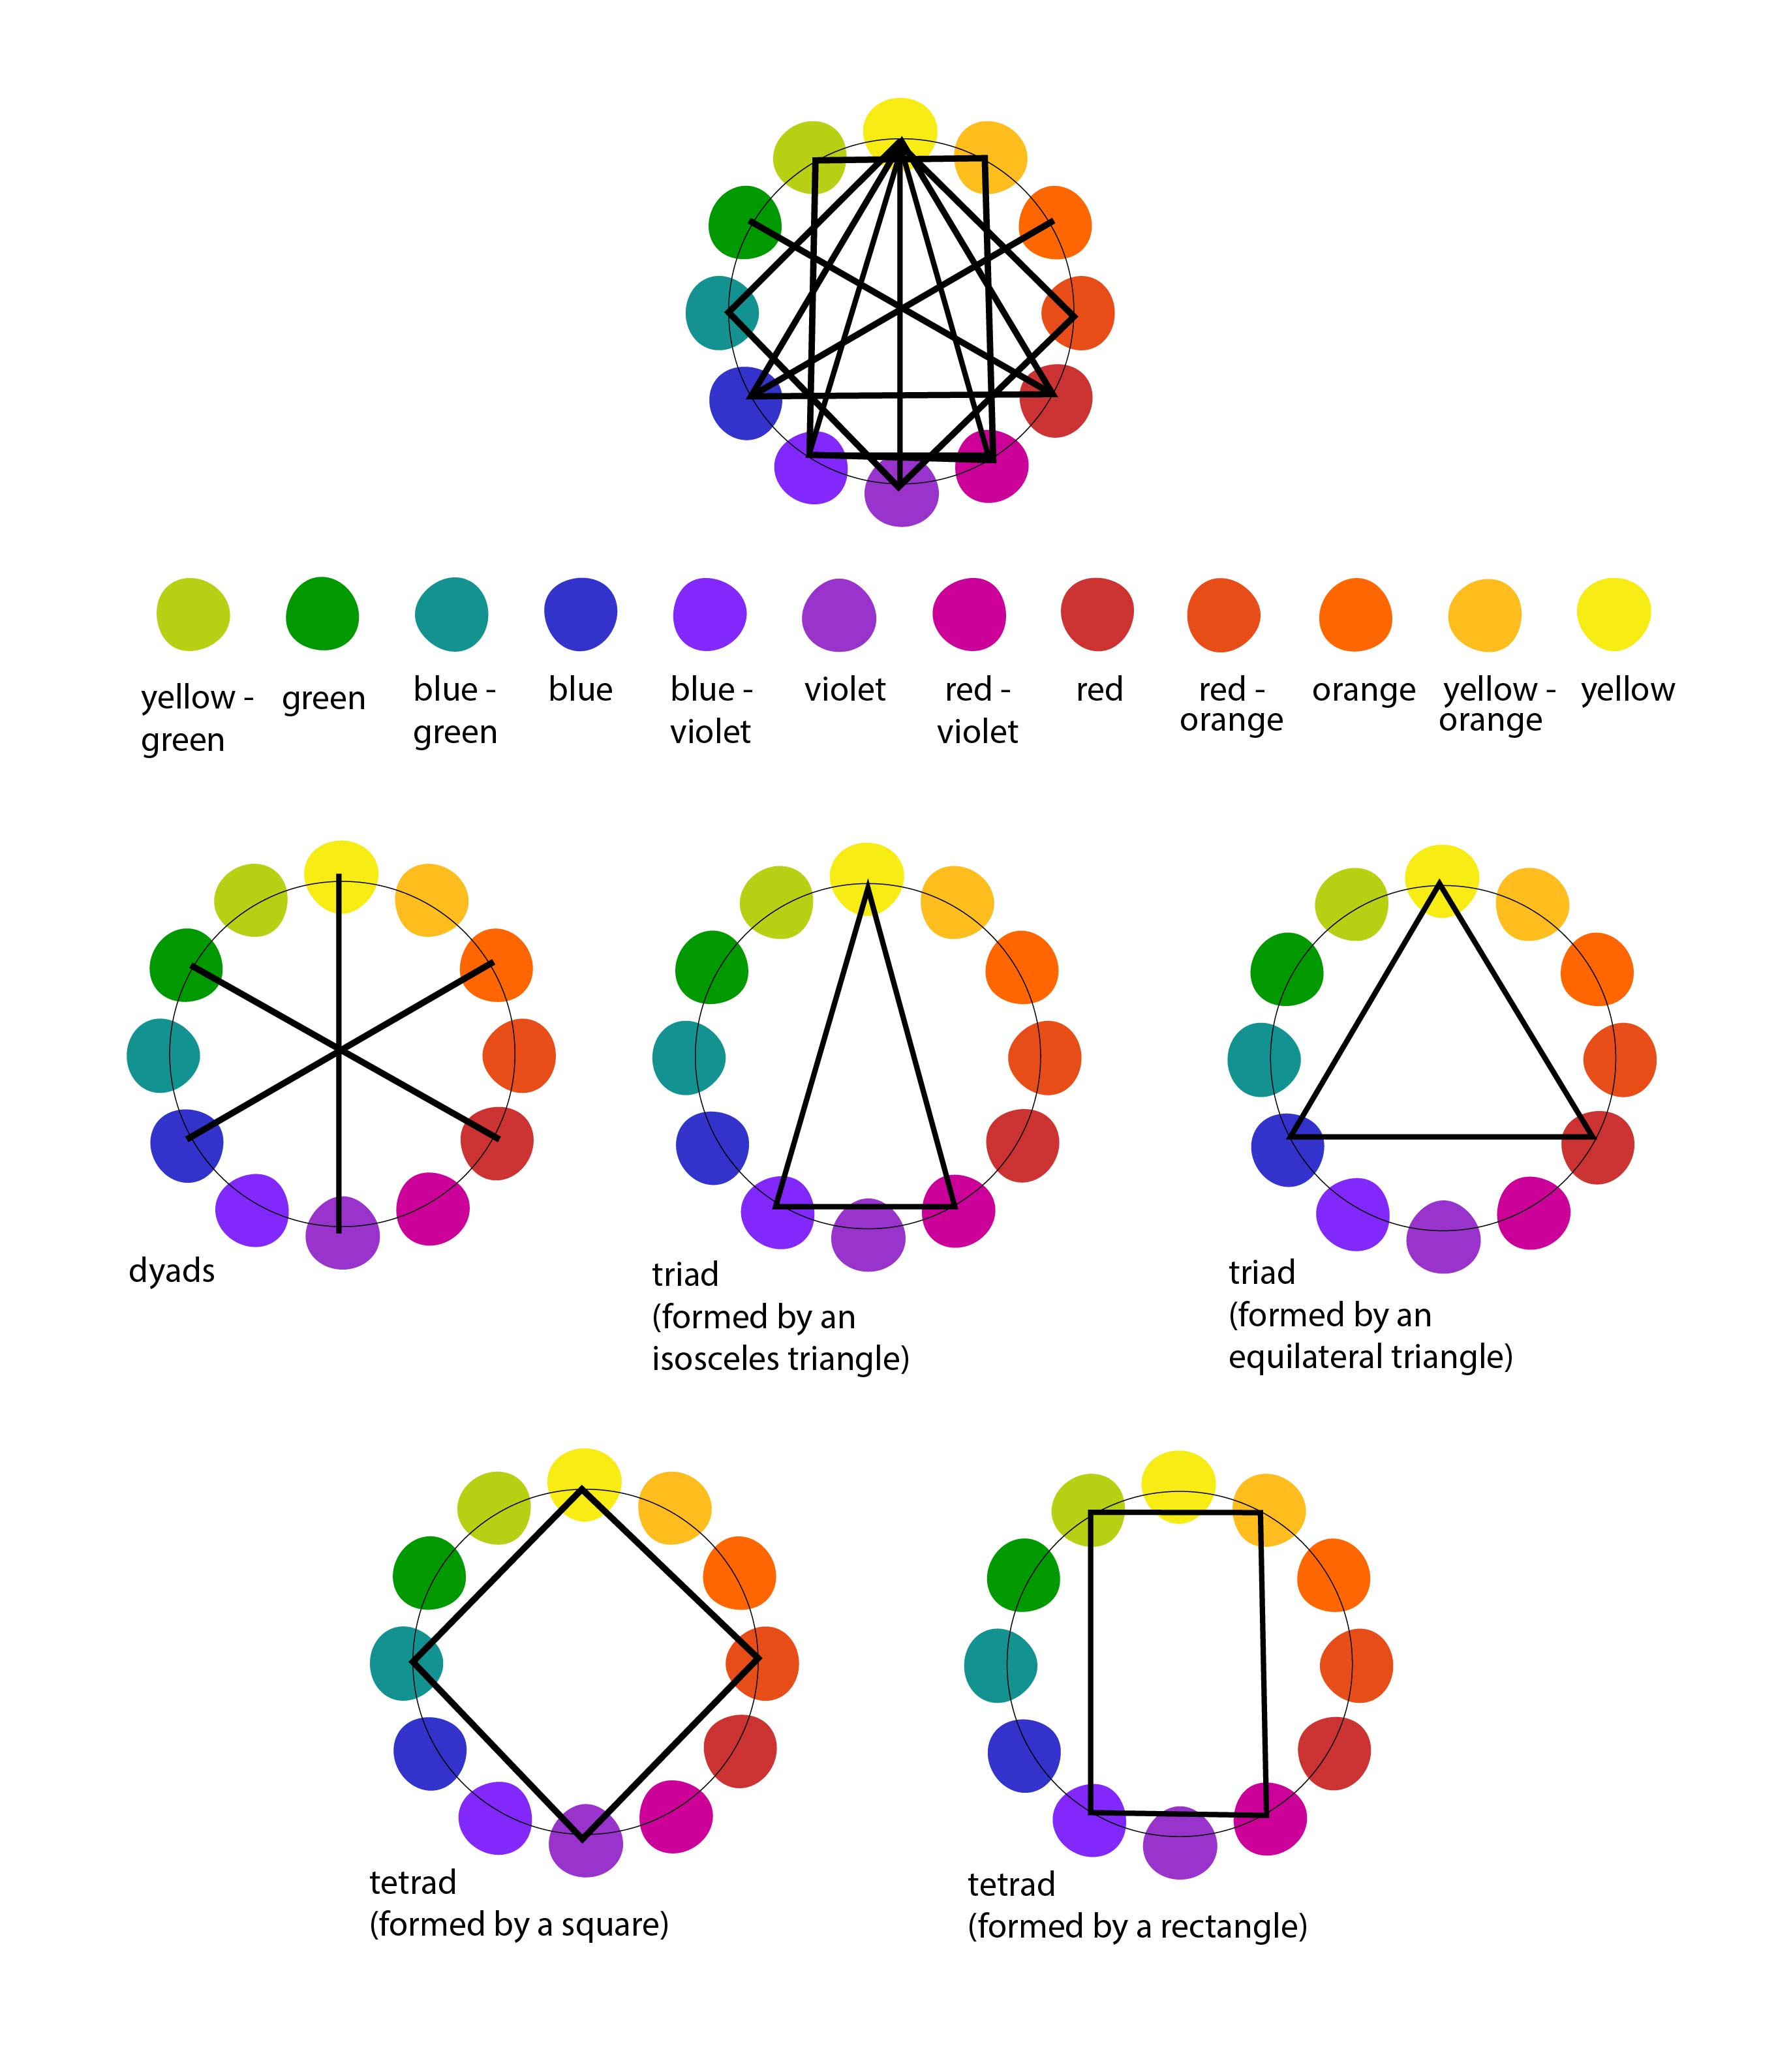 yellow -
green
green
blue -
green
blue
blue -
violet
violet
red -
violet
red
red -
orange
orange
yellow -
orange
yellow
dyads
triad
(formed by an
isosceles triangle)
triad
(formed by an
equilateral triangle)
tetrad
(formed by a square)
tetrad
(formed by a rectangle)